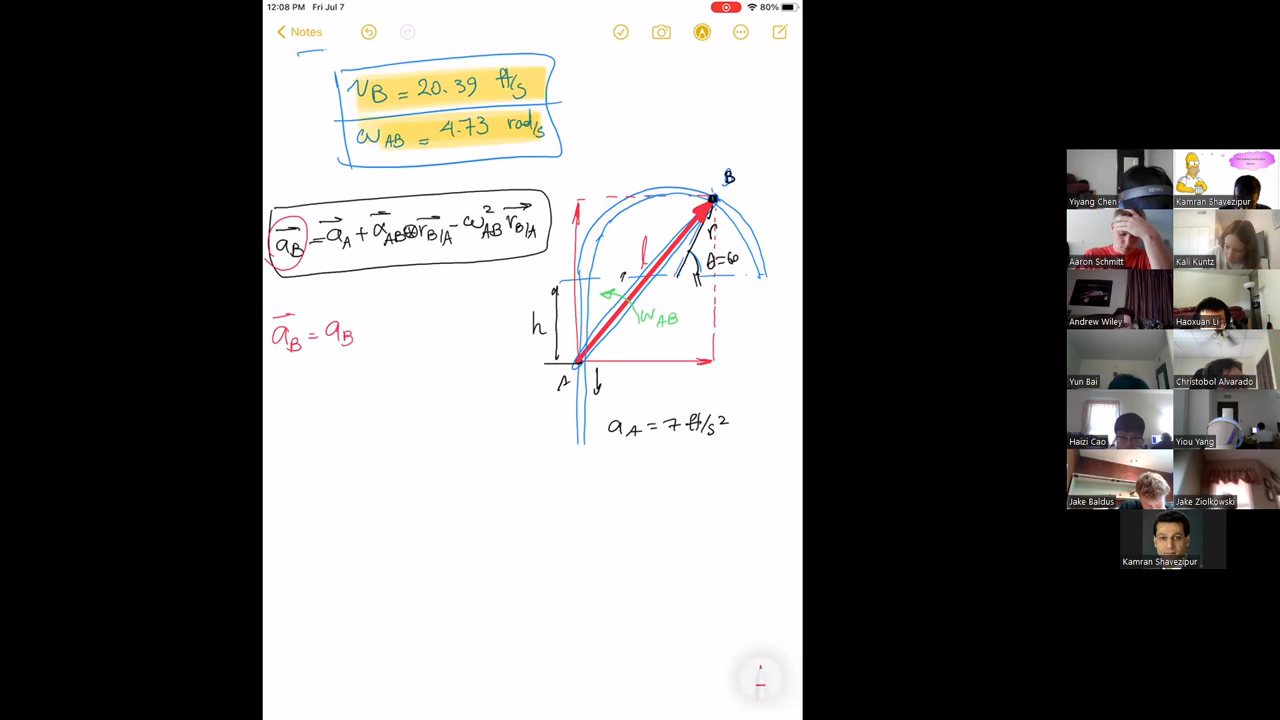 12:08 PM Fri Jul 7
80%
Notes
v_B = 20.39 ft/s
ω_AB = 4.73 rad/s
a_B = a_A + α_AB ⊗ r_B/A - ω²_AB r_B/A
a_B = a_B
B
r
l
θ=60
h
ω_AB
A
a_A = 7 ft/s²
Yiyang Chen
Kamran Shavezipur
Aaron Schmitt
Kali Kuntz
Andrew Wiley
Haoxuan Li
Yun Bai
Christobol Alvarado
Haizi Cao
Yiou Yang
Jake Baldus
Jake Ziolkowski
Kamran Shavezipur